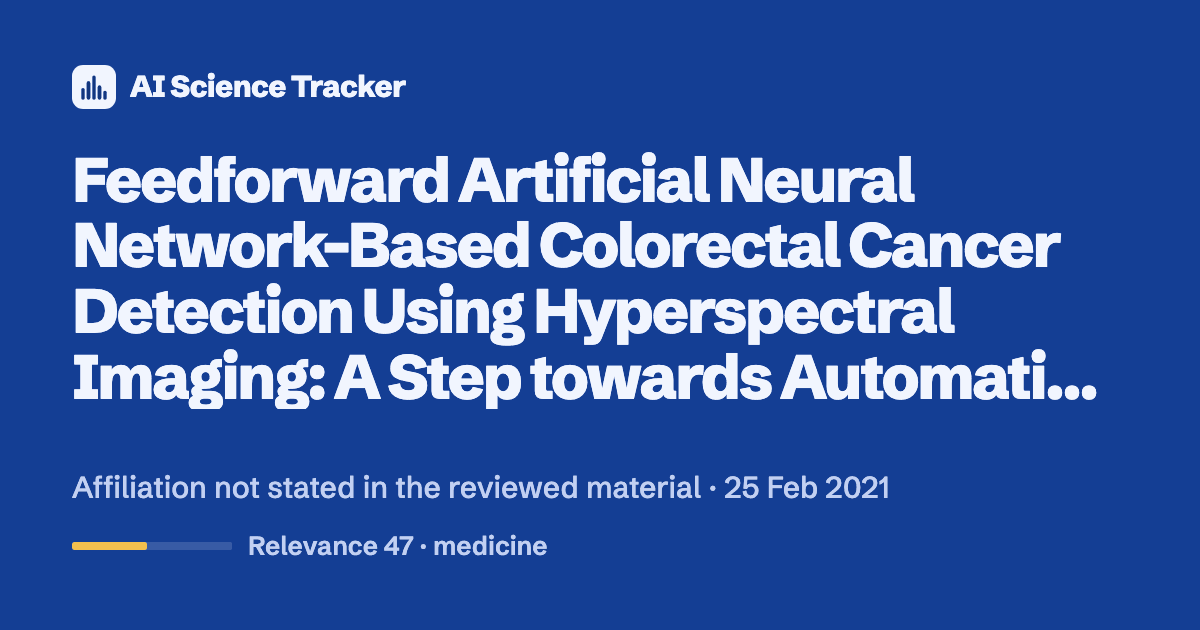 AI Science Tracker
Feedforward Artificial Neural
Network-Based Colorectal Cancer
Detection Using Hyperspectral
Imaging: A Step towards Automati...
Affiliation not stated in the reviewed material · 25 Feb 2021
Relevance 47 · medicine